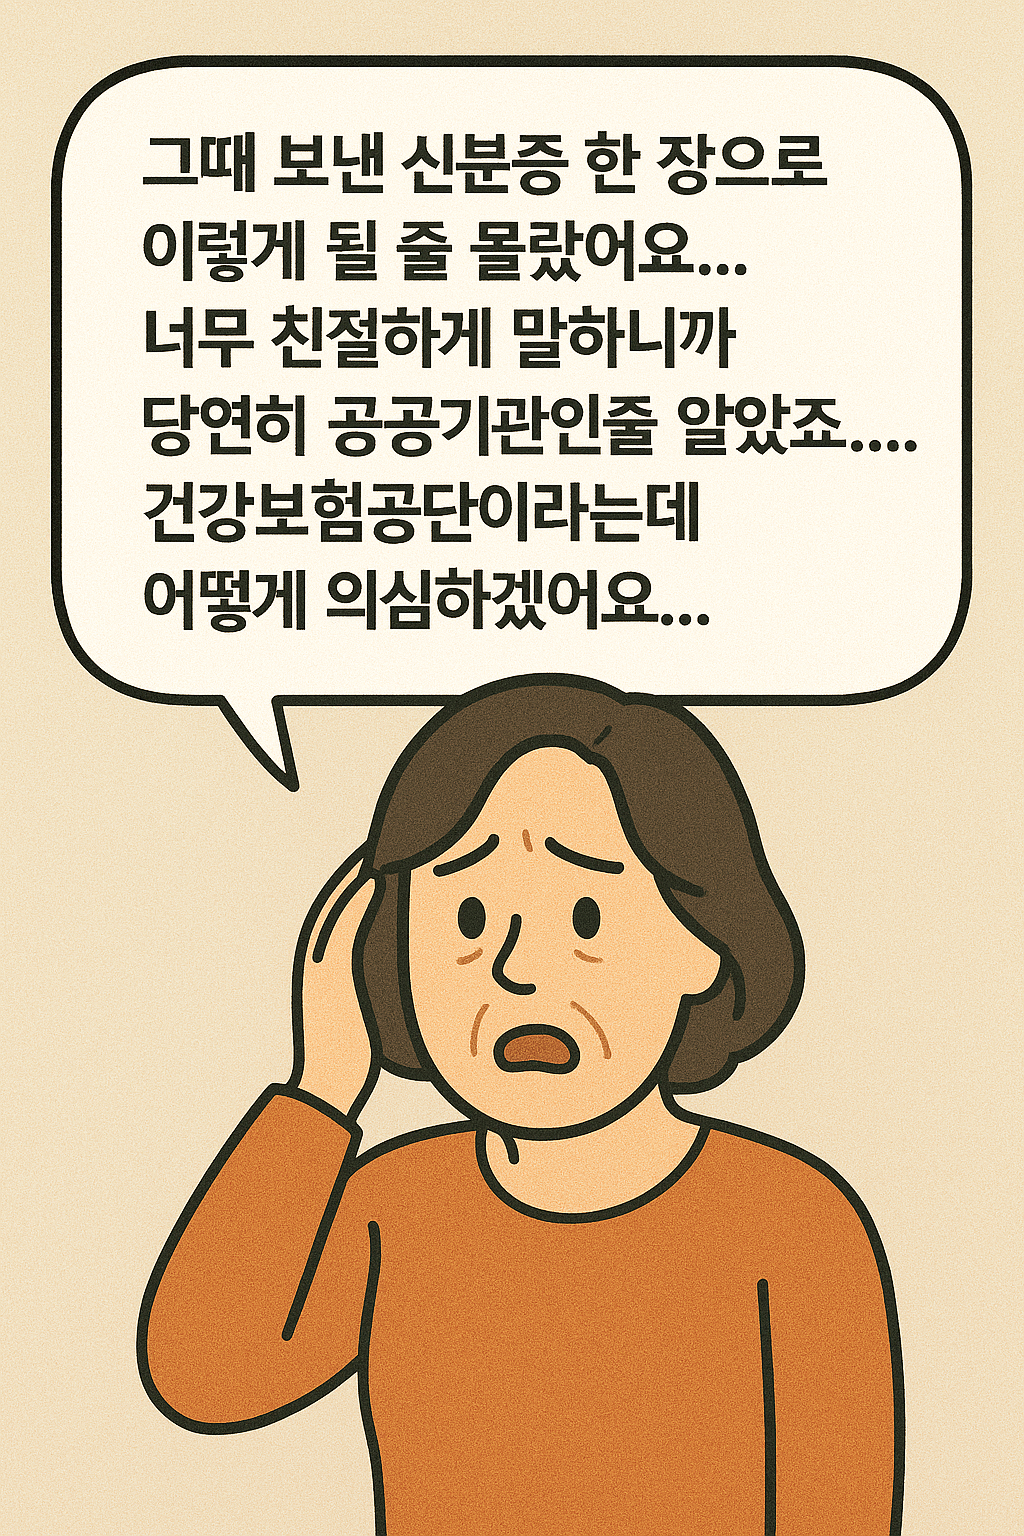 그때 보낸 신분증 한 장으로
이렇게 될 줄 몰랐어요...
너무 친절하게 말하니까
당연히 공공기관인줄 알았죠....
건강보험공단이라는데
어떻게 의심하겠어요...